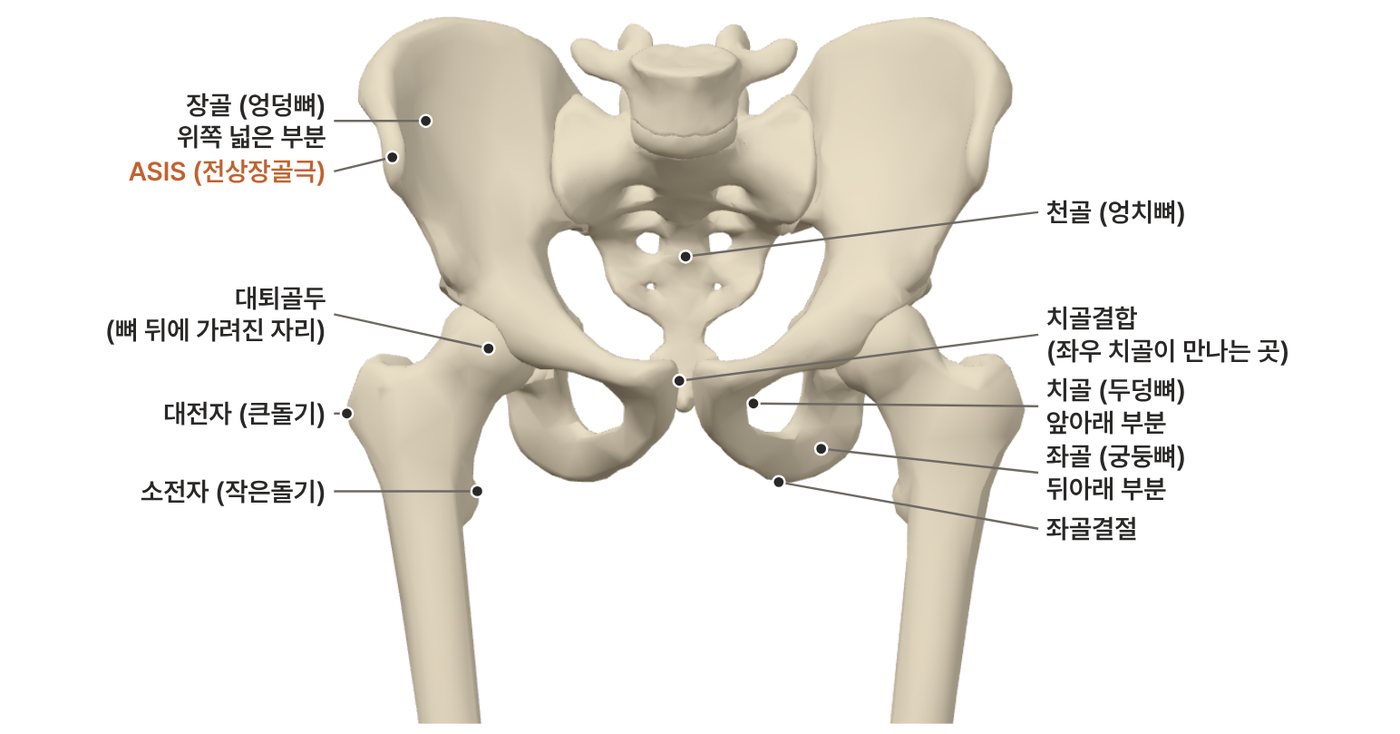 장골 (엉덩뼈)
위쪽 넓은 부분
ASIS (전상장골극)
대퇴골두
(뼈 뒤에 가려진 자리)
대전자 (큰돌기)
소전자 (작은돌기)
천골 (엉치뼈)
치골결합
(좌우 치골이 만나는 곳)
치골 (두덩뼈)
앞아래 부분
좌골 (궁둥뼈)
뒤아래 부분
좌골결절